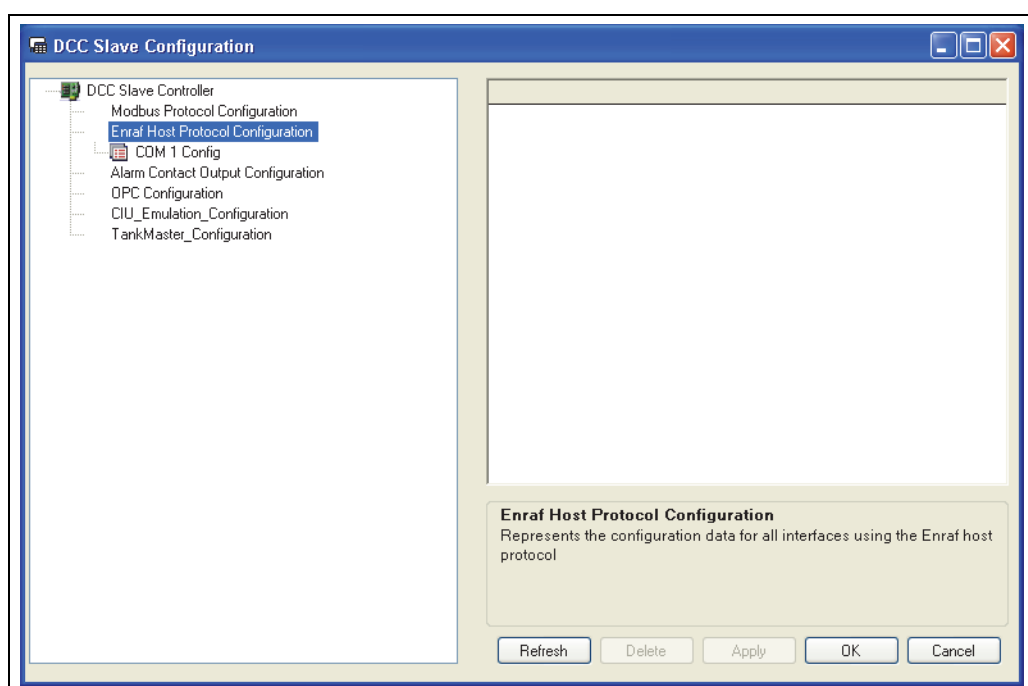 DCC Slave Configuration
DCC Slave Controller
Modbus Protocol Configuration
Enraf Host Protocol Configuration
COM 1 Config
Alarm Contact Output Configuration
OPC Configuration
CIU_Emulation_Configuration
TankMaster_Configuration
Enraf Host Protocol Configuration
Represents the configuration data for all interfaces using the Enraf host
protocol
Refresh Delete Apply OK Cancel